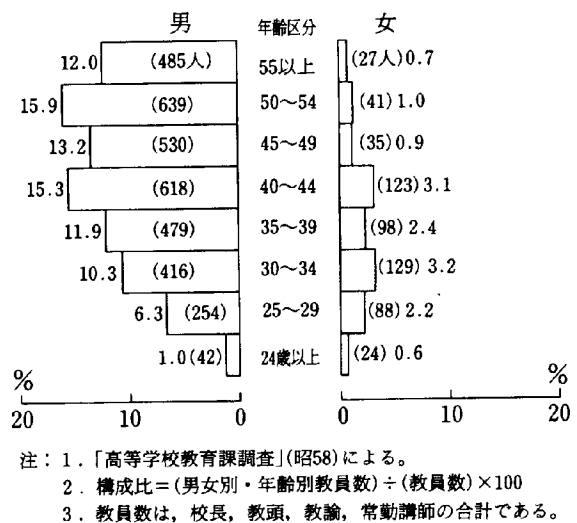 男 年齢区分 女
12.0 (485人) 55以上 (27人)0.7
15.9 (639) 50〜54 (41)1.0
13.2 (530) 45〜49 (35)0.9
15.3 (618) 40〜44 (123)3.1
11.9 (479) 35〜39 (98)2.4
10.3 (416) 30〜34 (129)3.2
6.3 (254) 25〜29 (88)2.2
1.0(42) 24歳以上 (24)0.6
% %
20 10 0 0 10 20
注：1．「高等学校教育課調査」(昭58)による。
2．構成比＝(男女別・年齢別教員数)÷(教員数)×100
3．教員数は，校長，教頭，教諭，常勤講師の合計である。